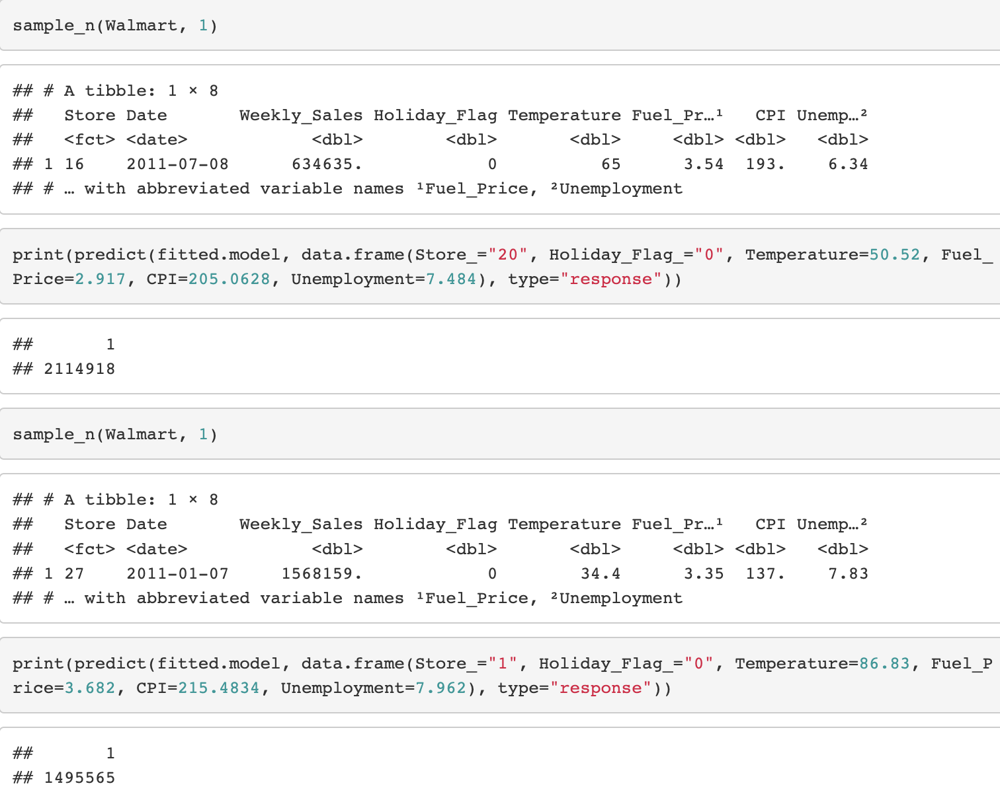 sample_n(Walmart, 1)
## # A tibble: 1 × 8
##   Store Date       Weekly_Sales Holiday_Flag Temperature Fuel_Pr…¹   CPI Unemp…²
##   <fct> <date>            <dbl>        <dbl>       <dbl>     <dbl> <dbl>   <dbl>
## 1 16    2011-07-08      634635.            0          65      3.54  193.    6.34
## # … with abbreviated variable names ¹Fuel_Price, ²Unemployment
print(predict(fitted.model, data.frame(Store_="20", Holiday_Flag_="0", Temperature=50.52, Fuel_
Price=2.917, CPI=205.0628, Unemployment=7.484), type="response"))
##       1
## 2114918
sample_n(Walmart, 1)
## # A tibble: 1 × 8
##   Store Date       Weekly_Sales Holiday_Flag Temperature Fuel_Pr…¹   CPI Unemp…²
##   <fct> <date>            <dbl>        <dbl>       <dbl>     <dbl> <dbl>   <dbl>
## 1 27    2011-01-07     1568159.            0        34.4      3.35  137.    7.83
## # … with abbreviated variable names ¹Fuel_Price, ²Unemployment
print(predict(fitted.model, data.frame(Store_="1", Holiday_Flag_="0", Temperature=86.83, Fuel_P
rice=3.682, CPI=215.4834, Unemployment=7.962), type="response"))
##       1
## 1495565